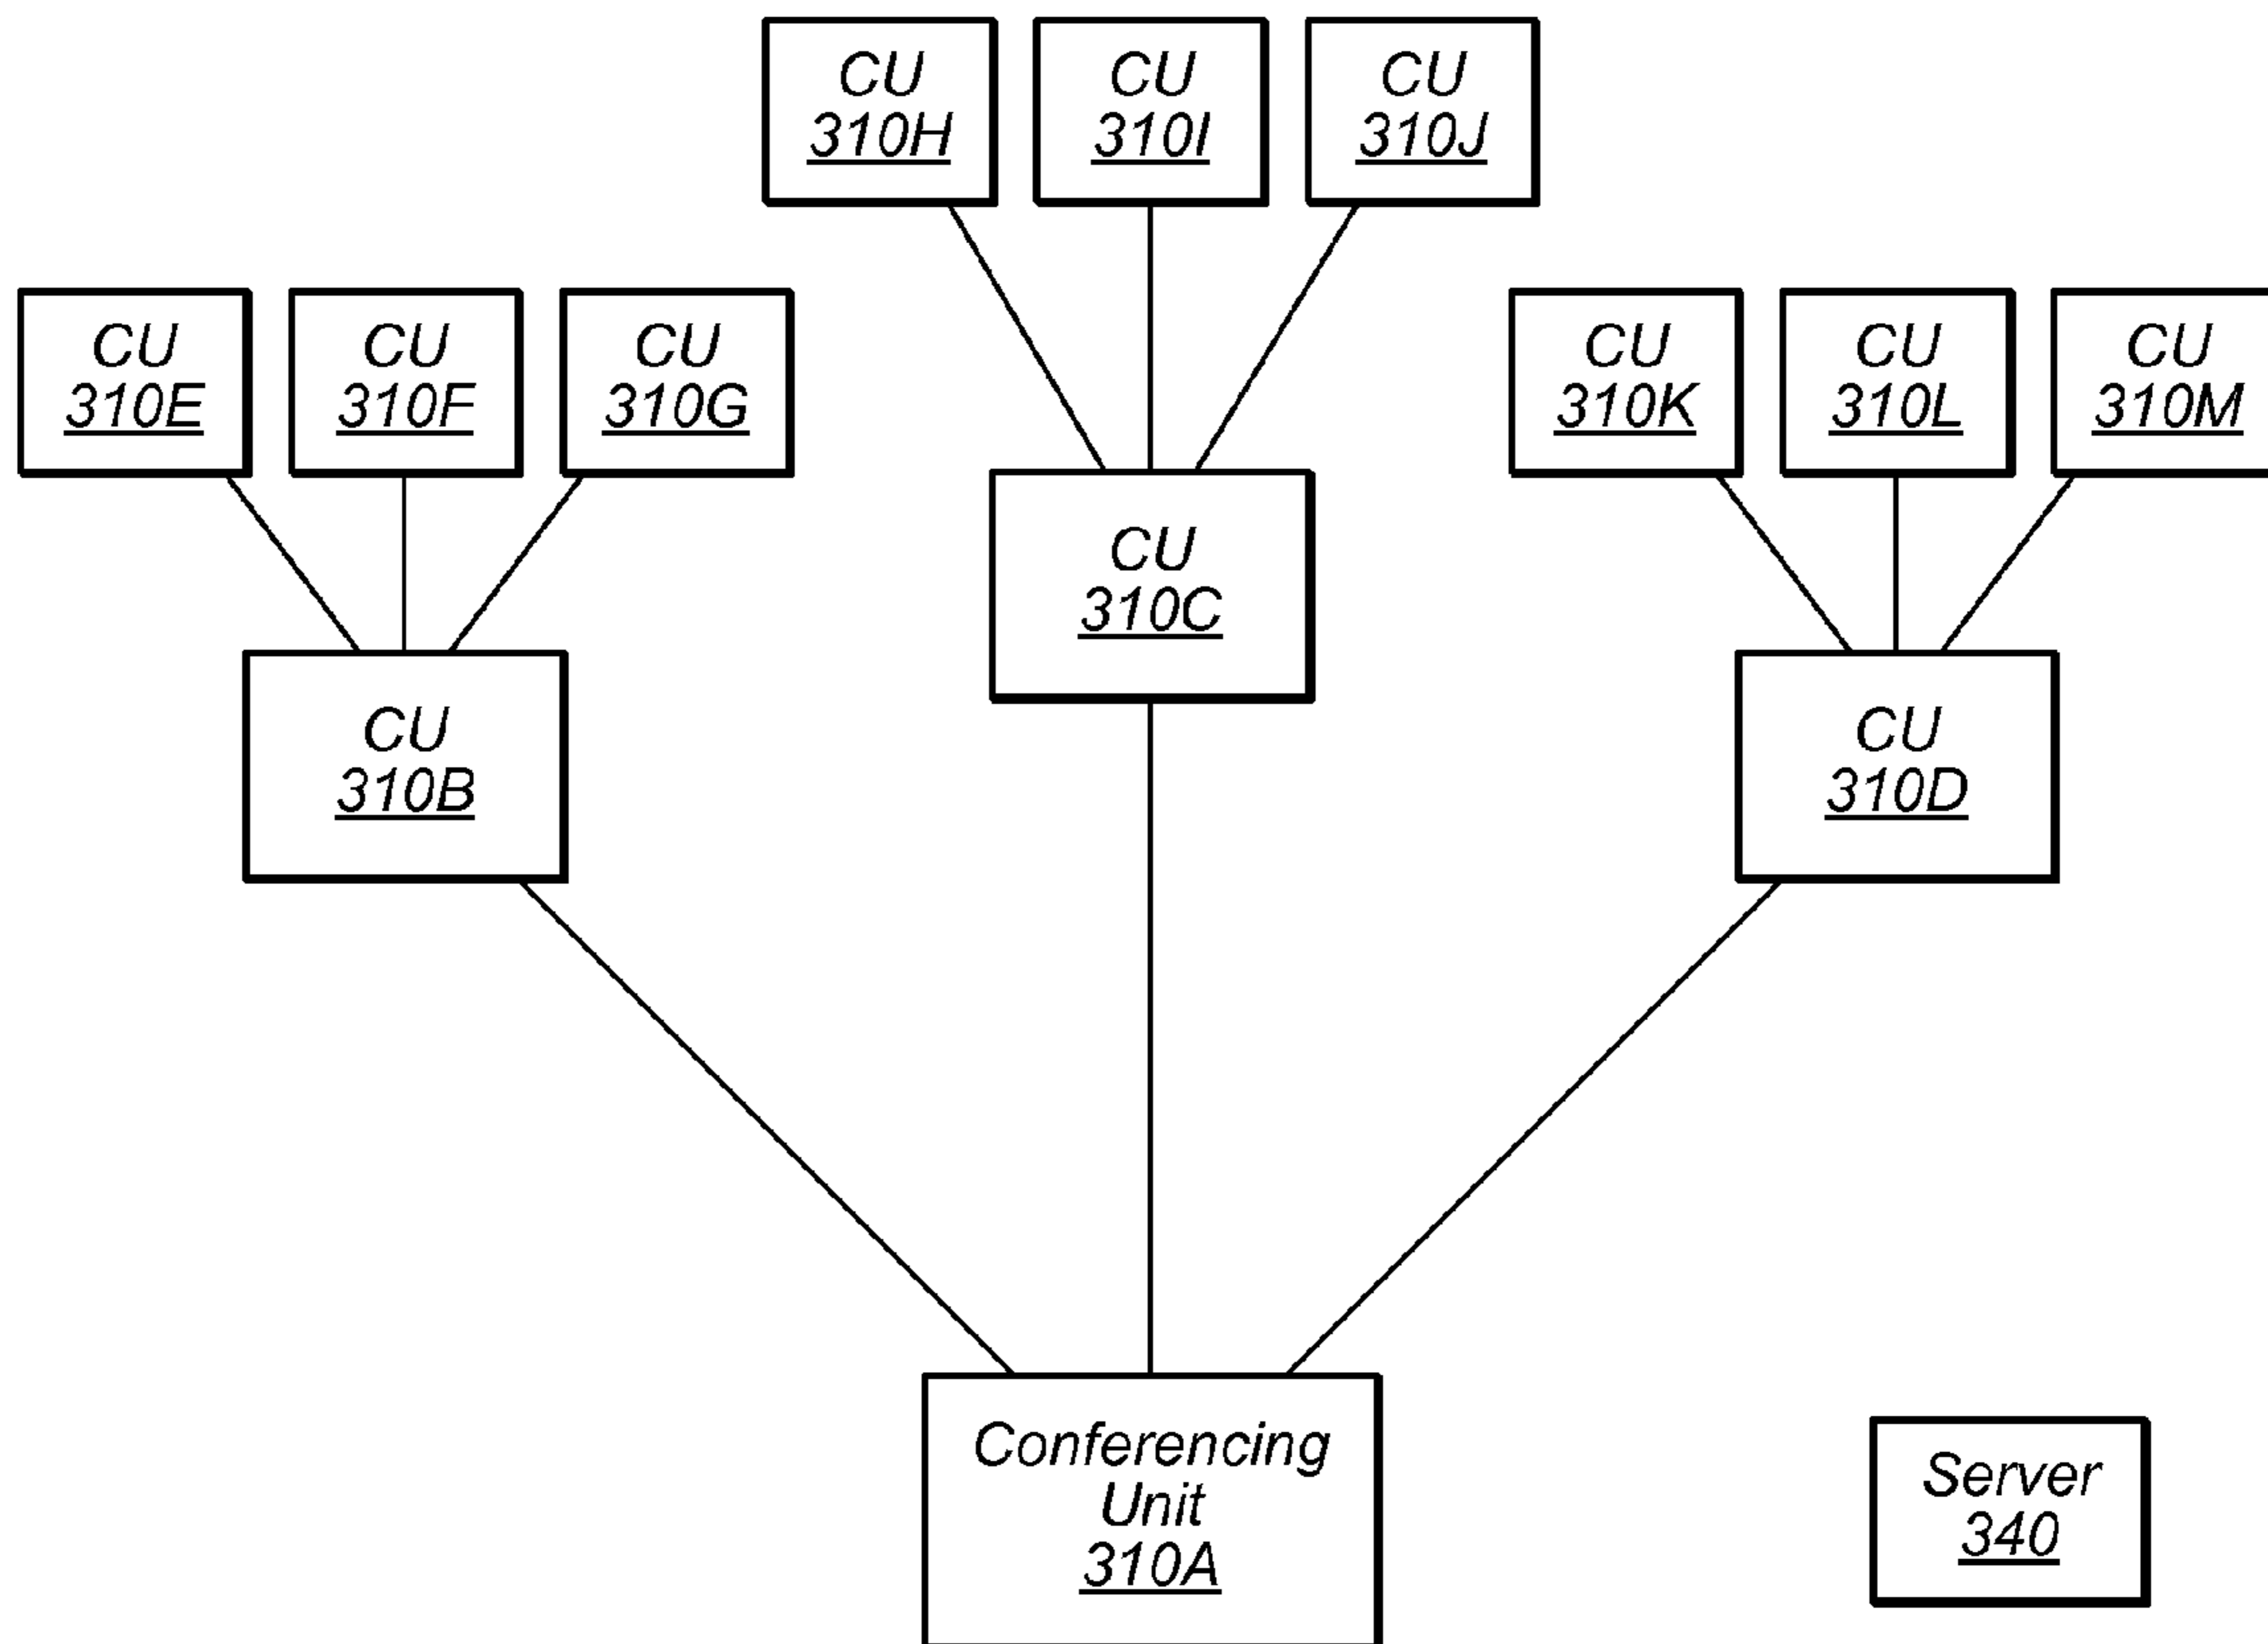 CU
310H
CU
310I
CU
310J
CU
310E
CU
310F
CU
310G
CU
310K
CU
310L
CU
310M
CU
310C
CU
310B
CU
310D
Conferencing
Unit
310A
Server
340